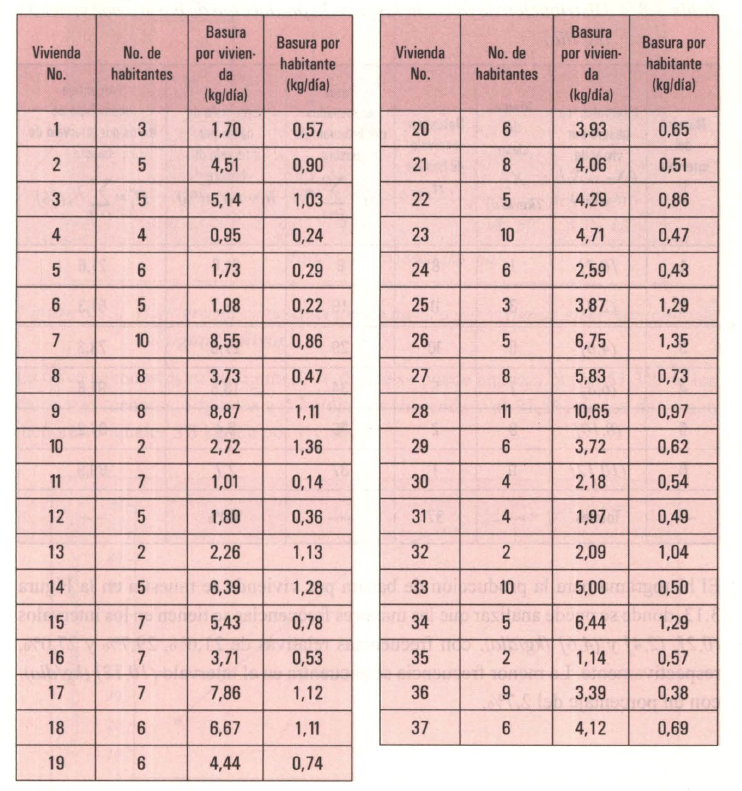 Vivienda No. | No. de habitantes | Basura por vivien-da (kg/día) | Basura por habitante (kg/día)
1 3 1,70 0,57
2 5 4,51 0,90
3 5 5,14 1,03
4 4 0,95 0,24
5 6 1,73 0,29
6 5 1,08 0,22
7 10 8,55 0,86
8 8 3,73 0,47
9 8 8,87 1,11
10 2 2,72 1,36
11 7 1,01 0,14
12 5 1,80 0,36
13 2 2,26 1,13
14 5 6,39 1,28
15 7 5,43 0,78
16 7 3,71 0,53
17 7 7,86 1,12
18 6 6,67 1,11
19 6 4,44 0,74
Vivienda No. | No. de habitantes | Basura por vivien-da (kg/día) | Basura por habitante (kg/día)
20 6 3,93 0,65
21 8 4,06 0,51
22 5 4,29 0,86
23 10 4,71 0,47
24 6 2,59 0,43
25 3 3,87 1,29
26 5 6,75 1,35
27 8 5,83 0,73
28 11 10,65 0,97
29 6 3,72 0,62
30 4 2,18 0,54
31 4 1,97 0,49
32 2 2,09 1,04
33 10 5,00 0,50
34 5 6,44 1,29
35 2 1,14 0,57
36 9 3,39 0,38
37 6 4,12 0,69